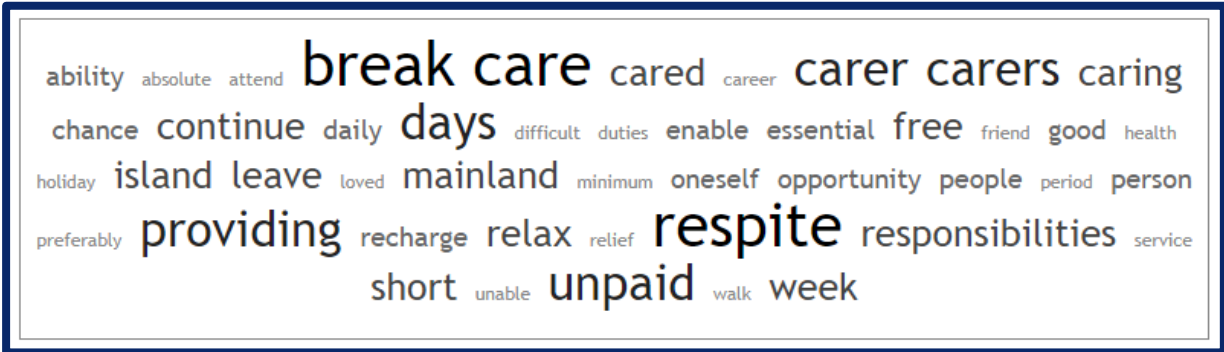 ability absolute attend break care cared career carer carers caring
chance continue daily days difficult duties enable essential free friend good health
holiday island leave loved mainland minimum oneself opportunity people period person
preferably providing recharge relax relief respite responsibilities service
short unable unpaid walk week